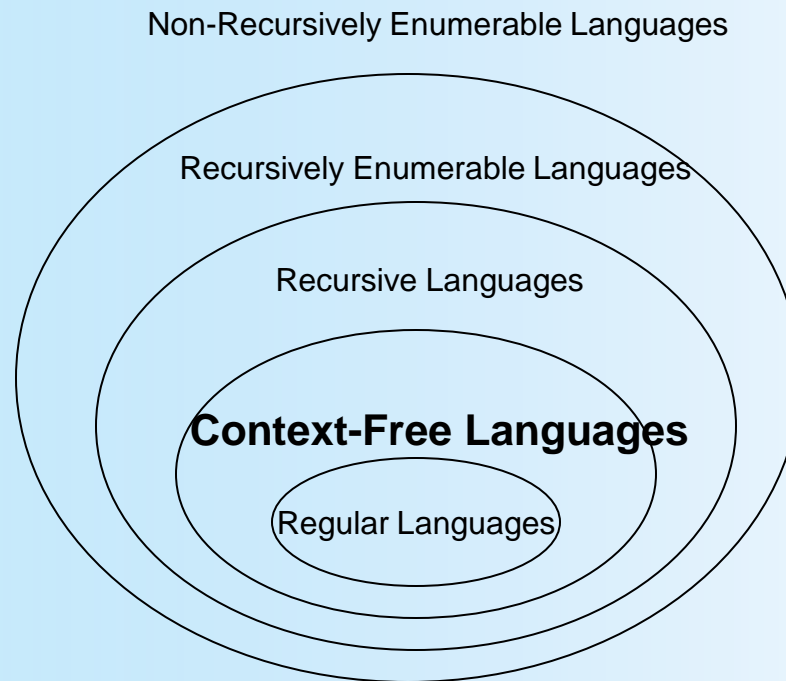 Non-Recursively Enumerable Languages
Recursively Enumerable Languages
Recursive Languages
Context-Free Languages
Regular Languages